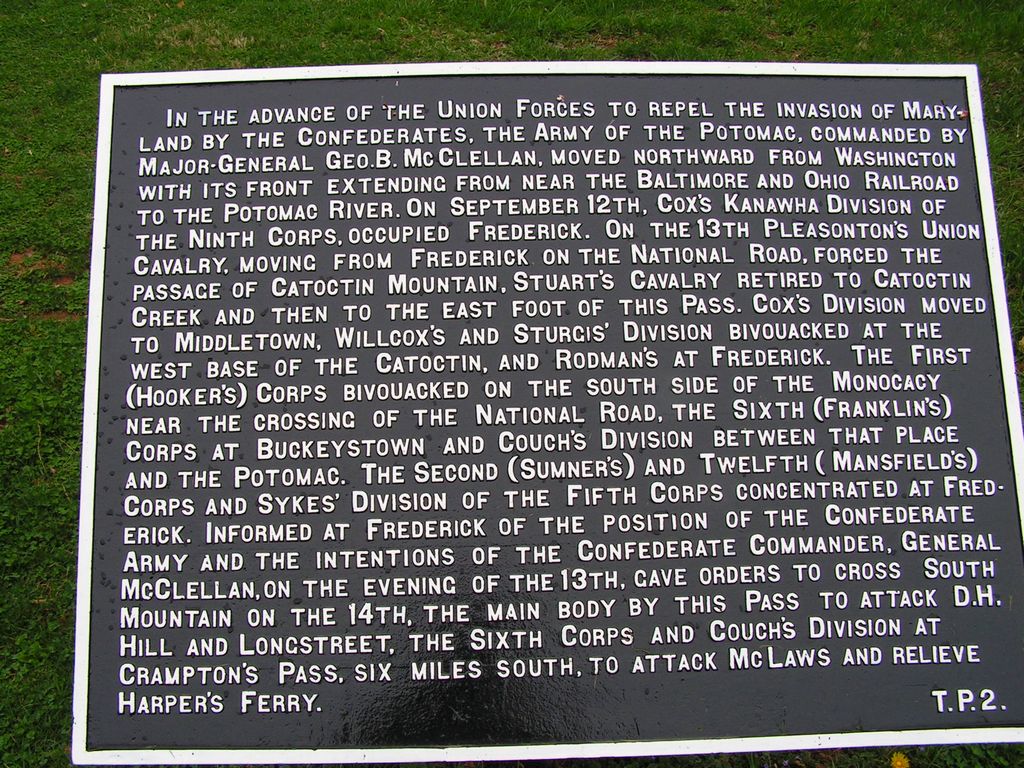 In the advance of the Union Forces to repel the invasion of Mary-
land by the Confederates, the Army of the Potomac, commanded by
Major-General Geo.B. McClellan, moved northward from Washington
with its front extending from near the Baltimore and Ohio Railroad
to the Potomac River. On September 12th, Cox's Kanawha Division of
the Ninth Corps, occupied Frederick. On the 13th Pleasonton's Union
Cavalry, moving from Frederick on the National Road, forced the
passage of Catoctin Mountain, Stuart's Cavalry retired to Catoctin
Creek and then to the east foot of this Pass. Cox's Division moved
to Middletown, Willcox's and Sturgis' Division bivouacked at the
west base of the Catoctin, and Rodman's at Frederick. The First
(Hooker's) Corps bivouacked on the south side of the Monocacy
near the crossing of the National Road, the Sixth (Franklin's)
Corps at Buckeystown and Couch's Division between that place
and the Potomac. The Second (Sumner's) and Twelfth (Mansfield's)
Corps and Sykes' Division of the Fifth Corps concentrated at Fred-
erick. Informed at Frederick of the position of the Confederate
Army and the intentions of the Confederate Commander, General
McClellan, on the evening of the 13th, gave orders to cross South
Mountain on the 14th, the main body by this Pass to attack D.H.
Hill and Longstreet, the Sixth Corps and Couch's Division at
Crampton's Pass, six miles south, to attack McLaws and relieve
Harper's Ferry.
T.P.2.